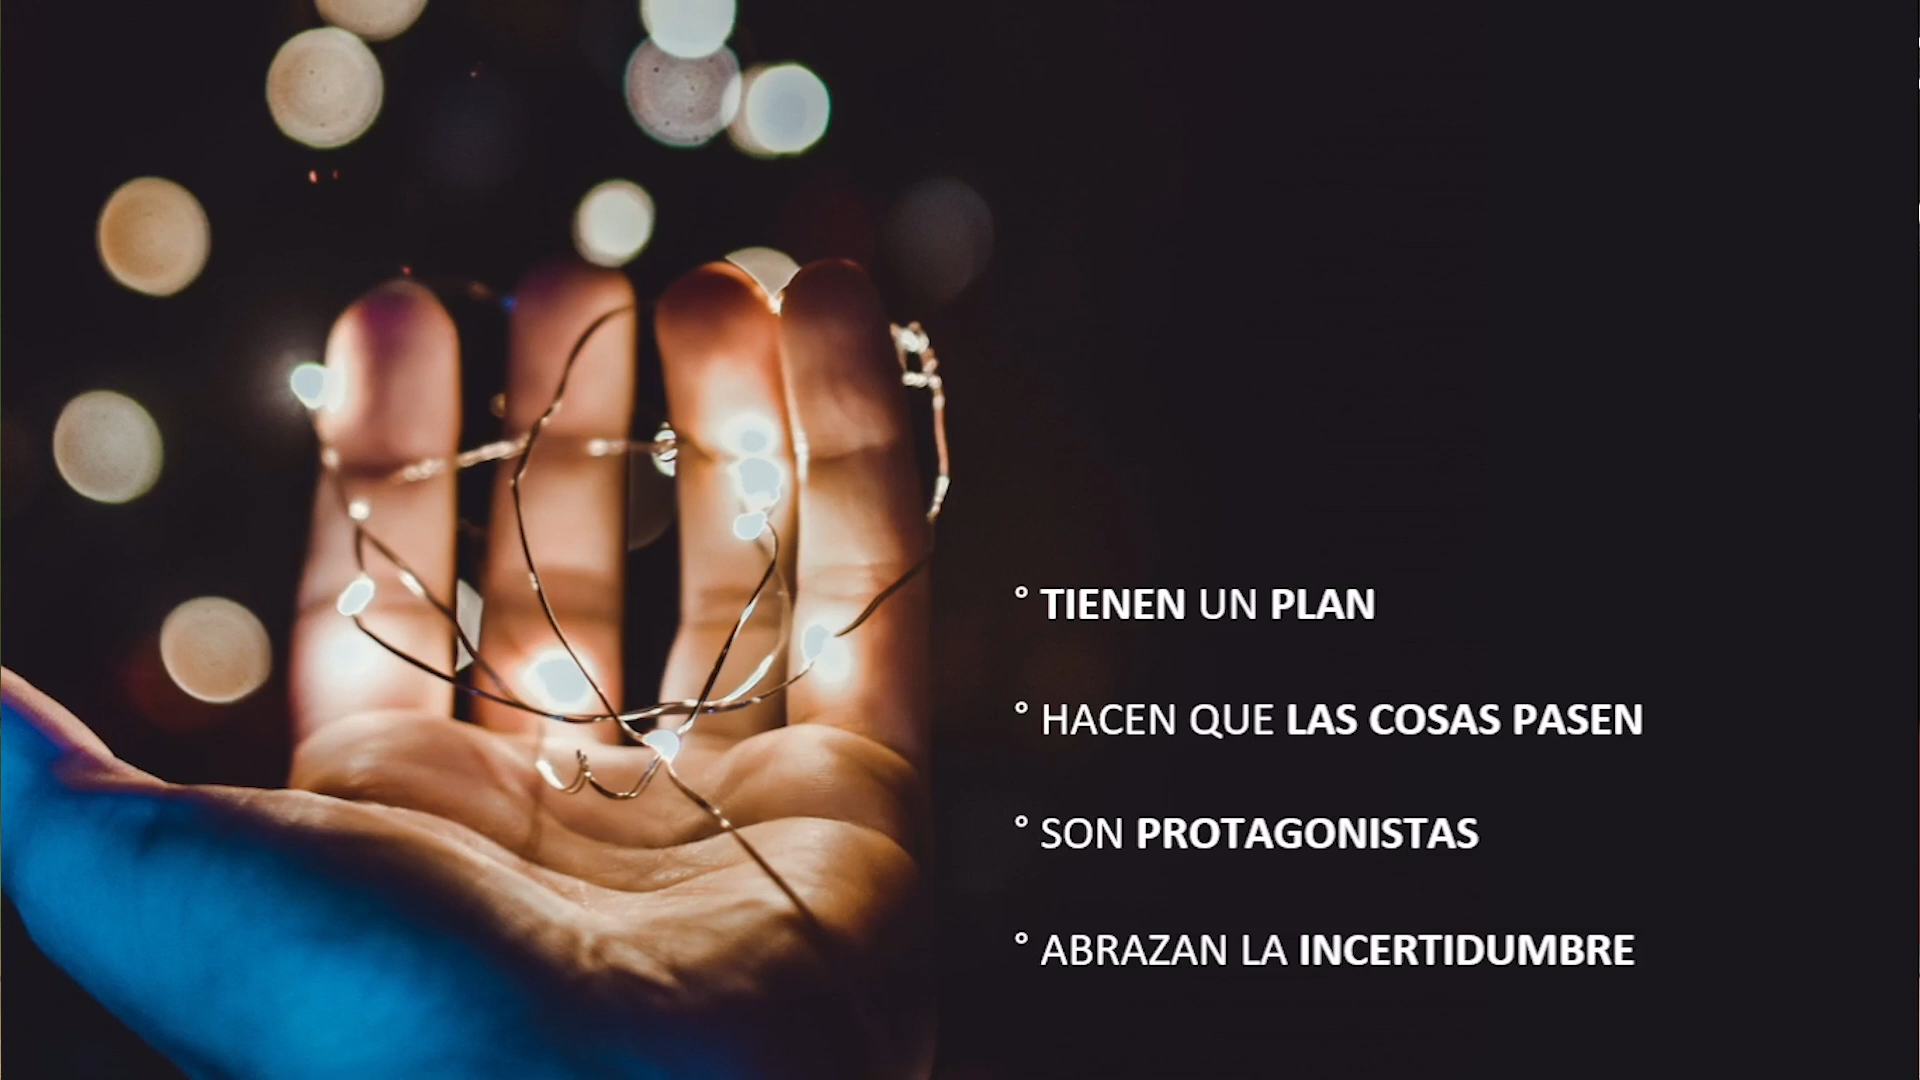 ° TIENEN UN PLAN
° HACEN QUE LAS COSAS PASEN
° SON PROTAGONISTAS
° ABRAZAN LA INCERTIDUMBRE